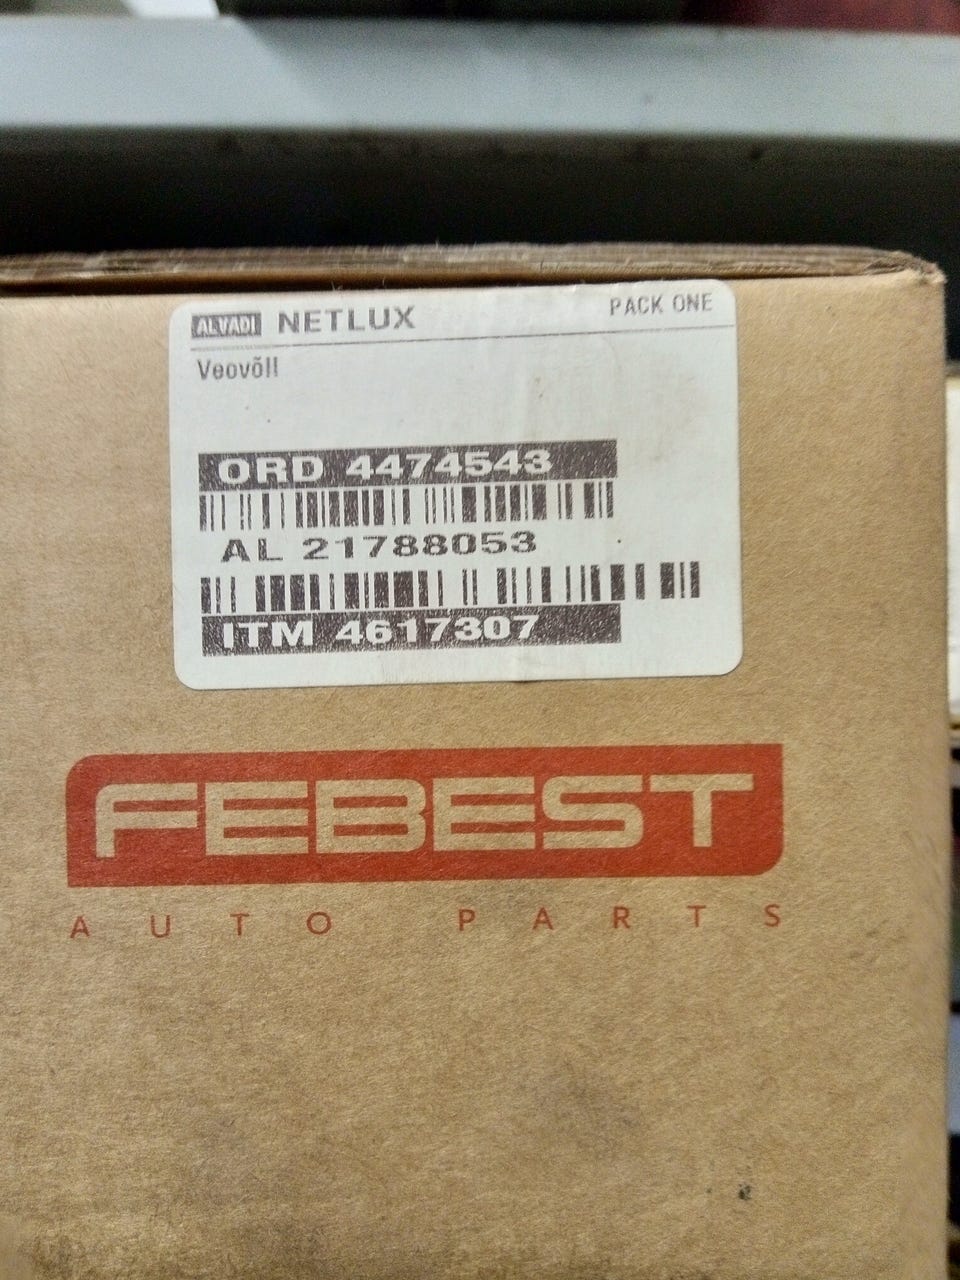 ALVADI NETLUX PACK ONE
Veovõll
ORD 4474543
AL 21788053
ITM 4617307
FEBEST
AUTO PARTS